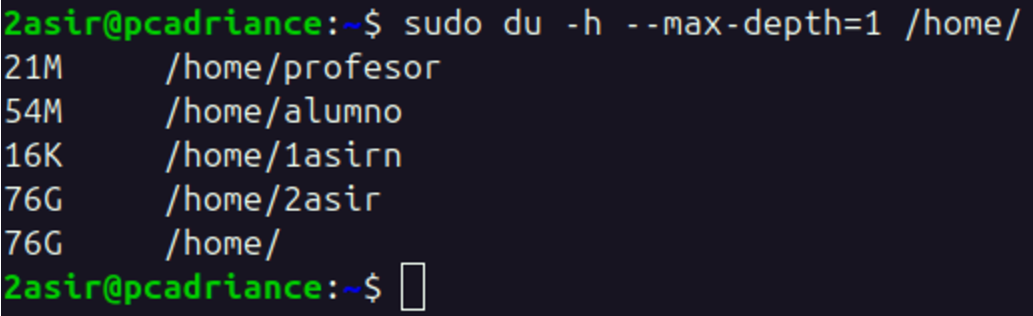 2asir@pcadriance:~$ sudo du -h --max-depth=1 /home/
21M	/home/profesor
54M	/home/alumno
16K	/home/1asirn
76G	/home/2asir
76G	/home/
2asir@pcadriance:~$